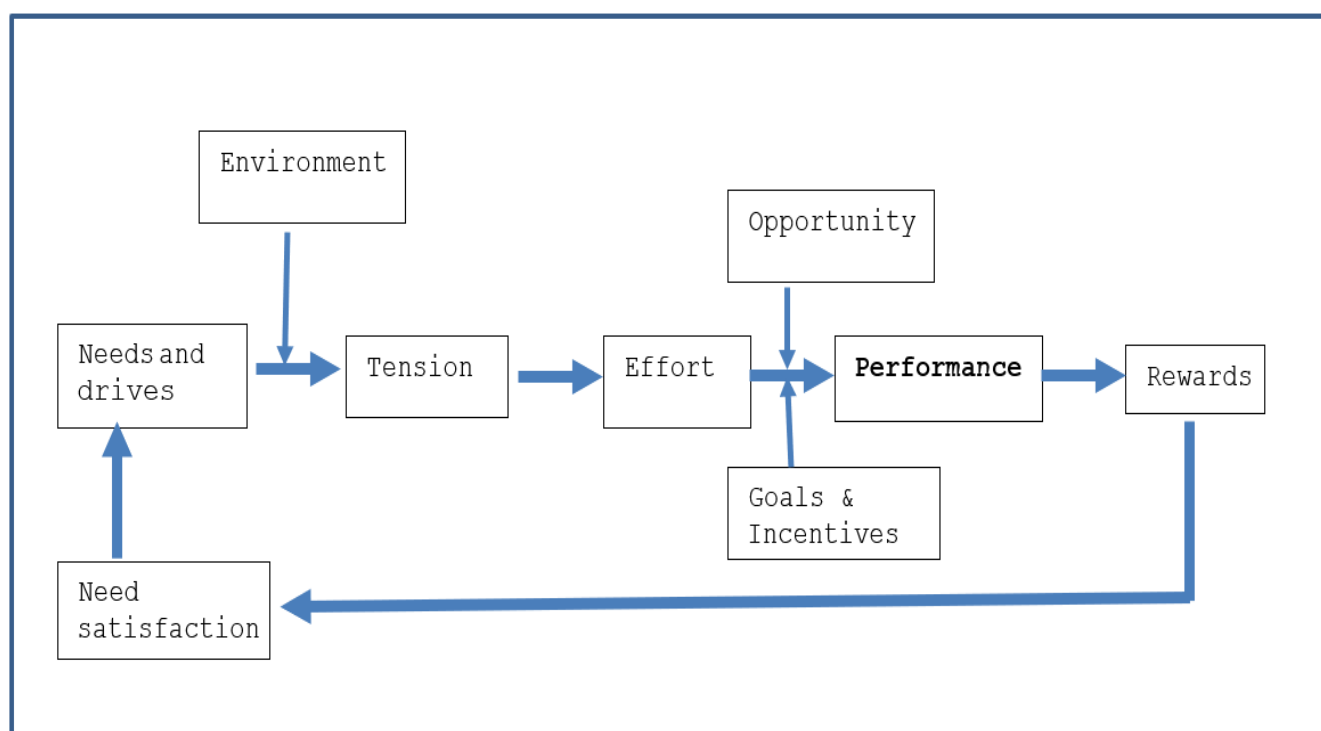 Environment
Opportunity
Needs and
drives
Tension
Effort
Performance
Rewards
Goals &
Incentives
Need
satisfaction